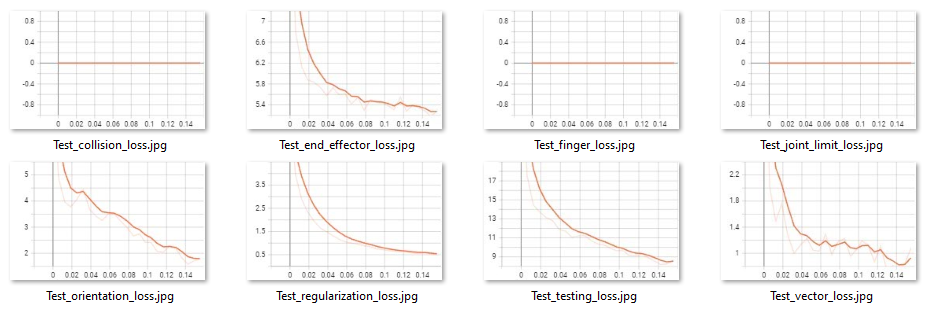 0.8
0.4
0
-0.4
-0.8
0 0.02 0.04 0.06 0.08 0.1 0.12 0.14
Test_collision_loss.jpg
7
6.6
6.2
5.8
5.4
0 0.02 0.04 0.06 0.08 0.1 0.12 0.14
Test_end_effector_loss.jpg
0.8
0.4
0
-0.4
-0.8
0 0.02 0.04 0.06 0.08 0.1 0.12 0.14
Test_finger_loss.jpg
0.8
0.4
0
-0.4
-0.8
0 0.02 0.04 0.06 0.08 0.1 0.12 0.14
Test_joint_limit_loss.jpg
5
4
3
2
0 0.02 0.04 0.06 0.08 0.1 0.12 0.14
Test_orientation_loss.jpg
3.5
2.5
1.5
0.5
0 0.02 0.04 0.06 0.08 0.1 0.12 0.14
Test_regularization_loss.jpg
17
15
13
11
9
0 0.02 0.04 0.06 0.08 0.1 0.12 0.14
Test_testing_loss.jpg
2.2
1.8
1.4
1
0 0.02 0.04 0.06 0.08 0.1 0.12 0.14
Test_vector_loss.jpg